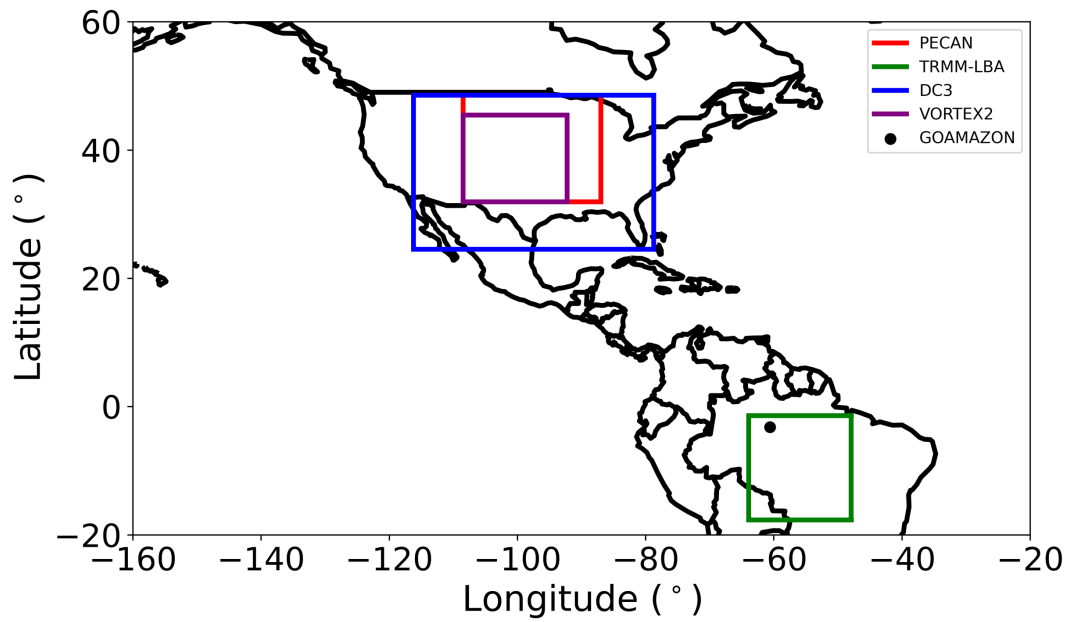 60
40
20
0
−20
−160
−140
−120
−100
−80
−60
−40
−20
Latitude (°)
Longitude (°)
PECAN
TRMM-LBA
DC3
VORTEX2
GOAMAZON